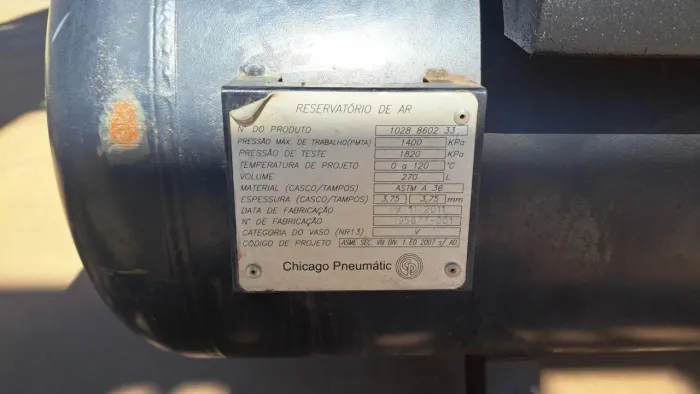 RESERVATÓRIO DE AR
N° DO PRODUTO 1028 8602 33
PRESSÃO MÁX. DE TRABALHO(PMTA) 1400 KPa
PRESSÃO DE TESTE 1820 KPa
TEMPERATURA DE PROJETO 0 a 120 °C
VOLUME 270 L
MATERIAL (CASCO/TAMPOS) ASTM A 36
ESPESSURA (CASCO/TAMPOS) 3,75 3,75 mm
DATA DE FABRICAÇÃO 2011
N° DE FABRICAÇÃO
CATEGORIA DO VASO (NR13) V
CÓDIGO DE PROJETO ASME SEC. VIII DIV. 1 ED 2007 s/ AD.
Chicago Pneumátic